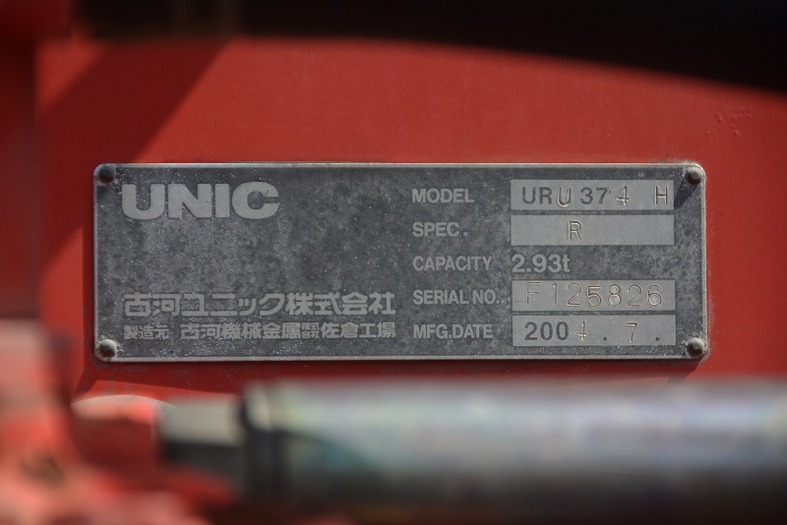 UNIC
MODEL URU374 H
SPEC. R
CAPACITY 2.93t
古河ユニック株式会社 SERIAL NO.. F125826
製造元 古河機械金属株式会社佐倉工場 MFG.DATE 2004.7.